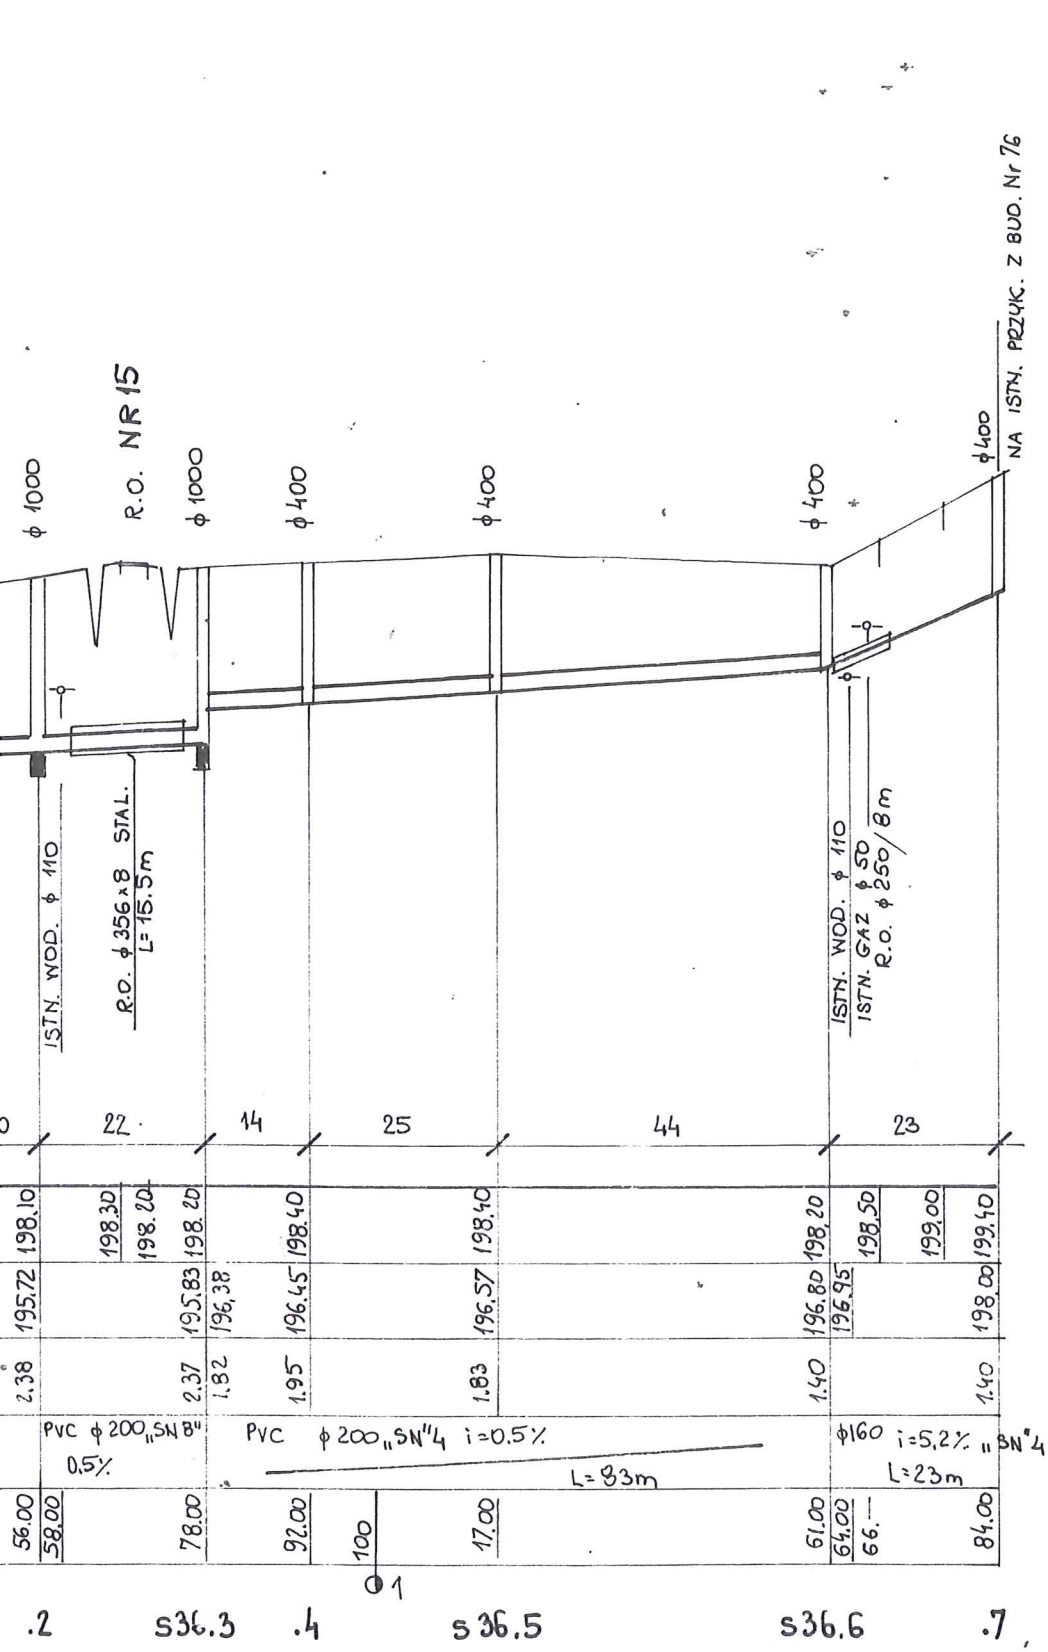 NA ISTN. PRZYK. Z BUD. Nr 76
ϕ 1000
R.O. NR 15
ϕ 1000
ϕ 400
ϕ 400
ϕ 400
ϕ 400
ISTN. WOD. ϕ 110
R.O. ϕ 356×8 STAL.
L=15.5m
ISTN. WOD. ϕ 110
ISTN. GAZ ϕ 50
R.O. ϕ 250/8m
22 14 25 44 23
198.10 198.30 198.20 198.20 198.40 198.40 198,20 198,50 199.00 199.40
195.72 195.83 196,38 196.45 196.57 196.80 196.95 198.00
2.38 2.37 1.82 1.95 1.83 1.40 1.40
PVC ϕ 200 „SN 8" PVC ϕ 200 „SN"4 i=0.5% ϕ160 i=5,2% „SN"4
0.5% L=83m L=23m
56.00 58.00 78.00 92.00 100 17.00 61.00 64.00 66.— 84.00
1
.2 S36.3 .4 S36.5 S36.6 .7